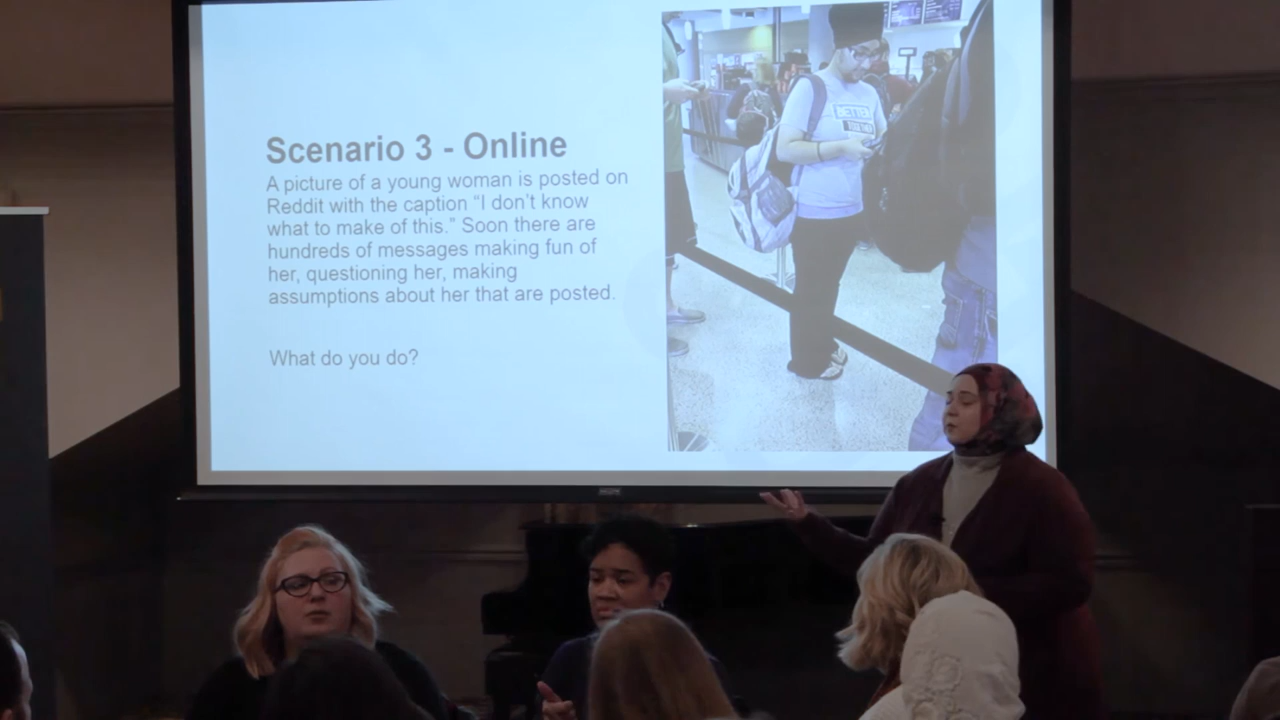 Scenario 3 - Online
A picture of a young woman is posted on
Reddit with the caption “I don’t know
what to make of this.” Soon there are
hundreds of messages making fun of
her, questioning her, making
assumptions about her that are posted.
What do you do?
BETTER
TOGETHER